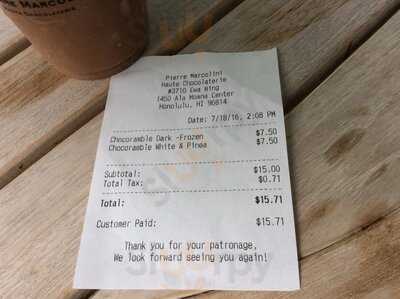 Pierre Marcolini
Haute Chocolaterie
#3710 Ewa Wing
1450 Ala Moana Center
Honolulu, HI 96814
Date: 7/18/16, 2:08 PM
Chocoramble Dark -Frozen $7.50
Chocoramble White & Pinea $7.50
Subtotal: $15.00
Total Tax: $0.71
Total: $15.71
Customer Paid: $15.71
Thank you for your patronage,
We look forward seeing you again!